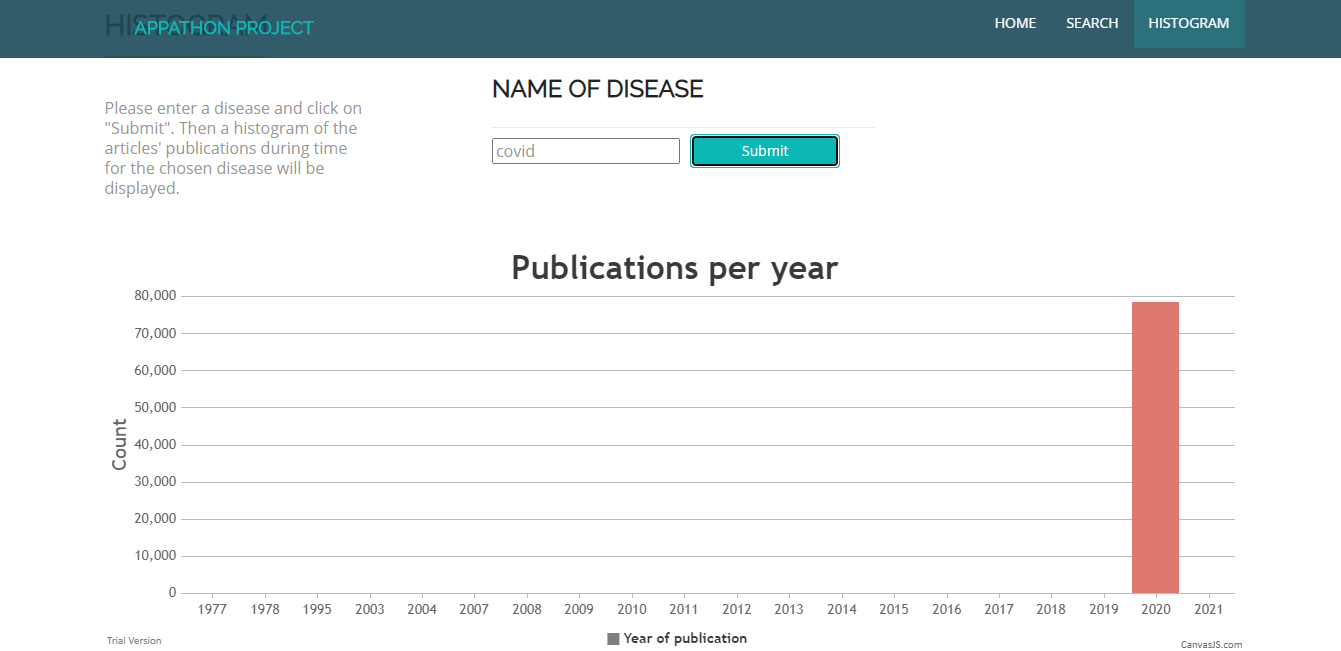 HISTOGRAM
APPATHON PROJECT
HOME SEARCH HISTOGRAM
Please enter a disease and click on
"Submit". Then a histogram of the
articles' publications during time
for the chosen disease will be
displayed.
NAME OF DISEASE
covid Submit
Publications per year
80,000
70,000
60,000
50,000
40,000
30,000
20,000
10,000
0
Count
1977 1978 1995 2003 2004 2007 2008 2009 2010 2011 2012 2013 2014 2015 2016 2017 2018 2019 2020 2021
Year of publication
Trial Version
CanvasJS.com